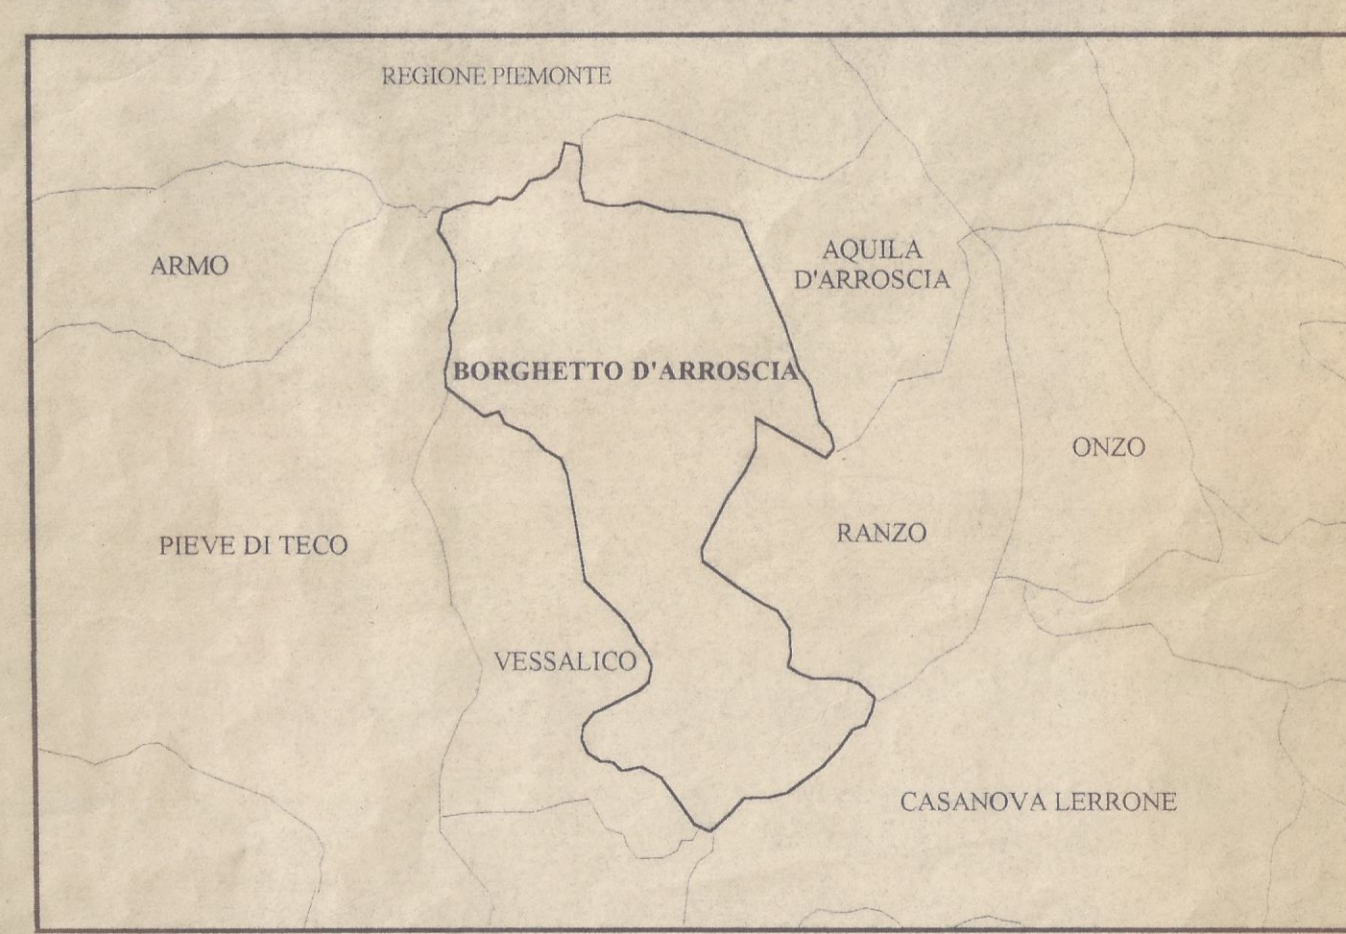 REGIONE PIEMONTE
ARMO
AQUILA
D'ARROSCIA
BORGHETTO D'ARROSCIA
ONZO
RANZO
PIEVE DI TECO
VESSALICO
CASANOVA LERRONE